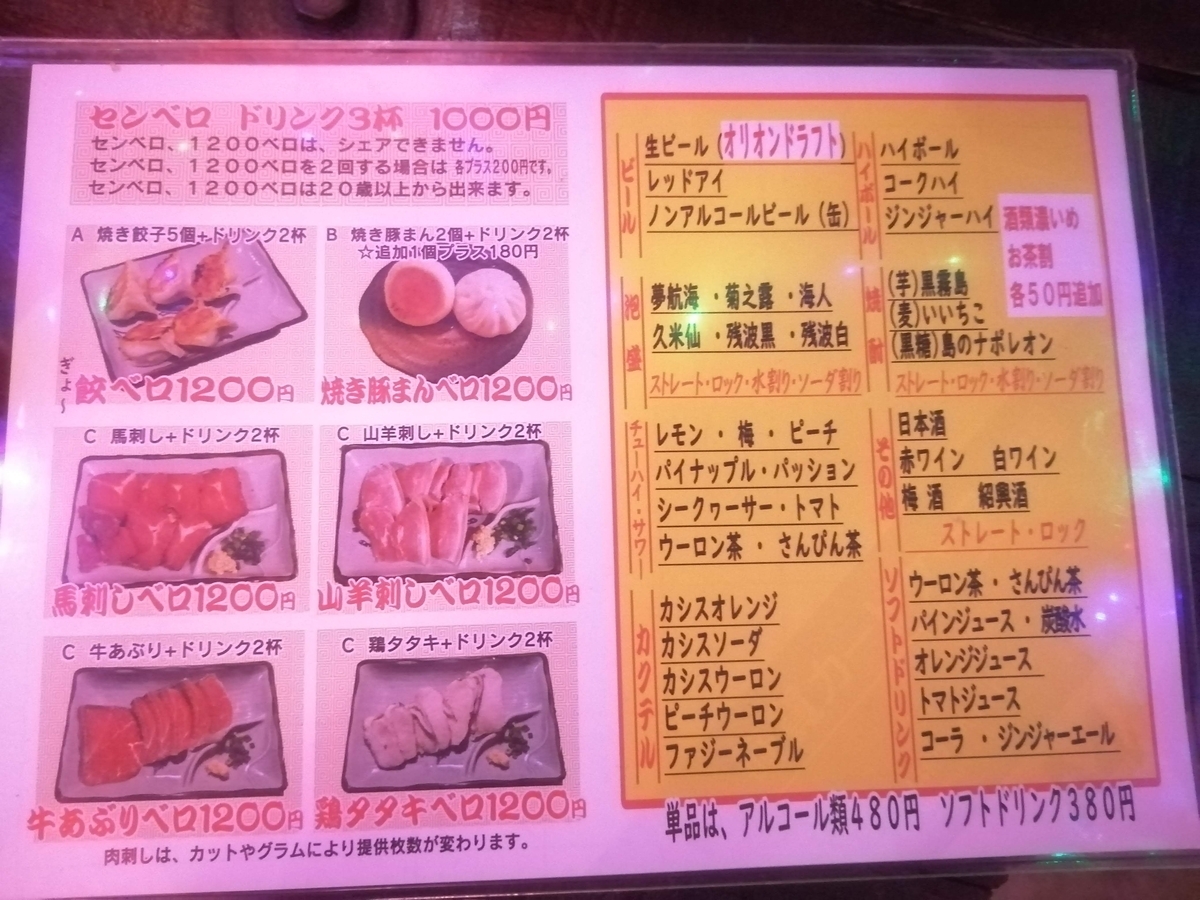 センベロ ドリンク3杯 1000円
センベロ、1200ベロは、シェアできません。
センベロ、1200ベロを2回する場合は 各プラス200円です。
センベロ、1200ベロは20歳以上から出来ます。
A 焼き餃子5個+ドリンク2杯
ぎょ〜
餃ベロ1200円
B 焼き豚まん2個+ドリンク2杯
☆追加1個プラス180円
焼き豚まんベロ1200円
C 馬刺し+ドリンク2杯
馬刺しベロ1200円
C 山羊刺し+ドリンク2杯
山羊刺しベロ1200円
C 牛あぶり+ドリンク2杯
牛あぶりベロ1200円
C 鶏タタキ+ドリンク2杯
鶏タタキベロ1200円
肉刺しは、カットやグラムにより提供枚数が変わります。
ビール
生ビール(オリオンドラフト)
レッドアイ
ノンアルコールビール(缶)
泡盛
夢航海・菊之露・海人
久米仙・残波黒・残波白
ストレート・ロック・水割り・ソーダ割り
チューハイ・サワー
レモン・梅・ピーチ
パイナップル・パッション
シークヮーサー・トマト
ウーロン茶・さんぴん茶
カクテル
カシスオレンジ
カシスソーダ
カシスウーロン
ピーチウーロン
ファジーネーブル
ハイボール
ハイボール
コークハイ
ジンジャーハイ
酒類濃いめ
お茶割
各50円追加
焼酎
(芋)黒霧島
(麦)いいちこ
(黒糖)島のナポレオン
ストレート・ロック・水割り・ソーダ割り
その他
日本酒
赤ワイン 白ワイン
梅酒 紹興酒
ストレート・ロック
ソフトドリンク
ウーロン茶・さんぴん茶
パインジュース・炭酸水
オレンジジュース
トマトジュース
コーラ・ジンジャーエール
単品は、アルコール類480円 ソフトドリンク380円